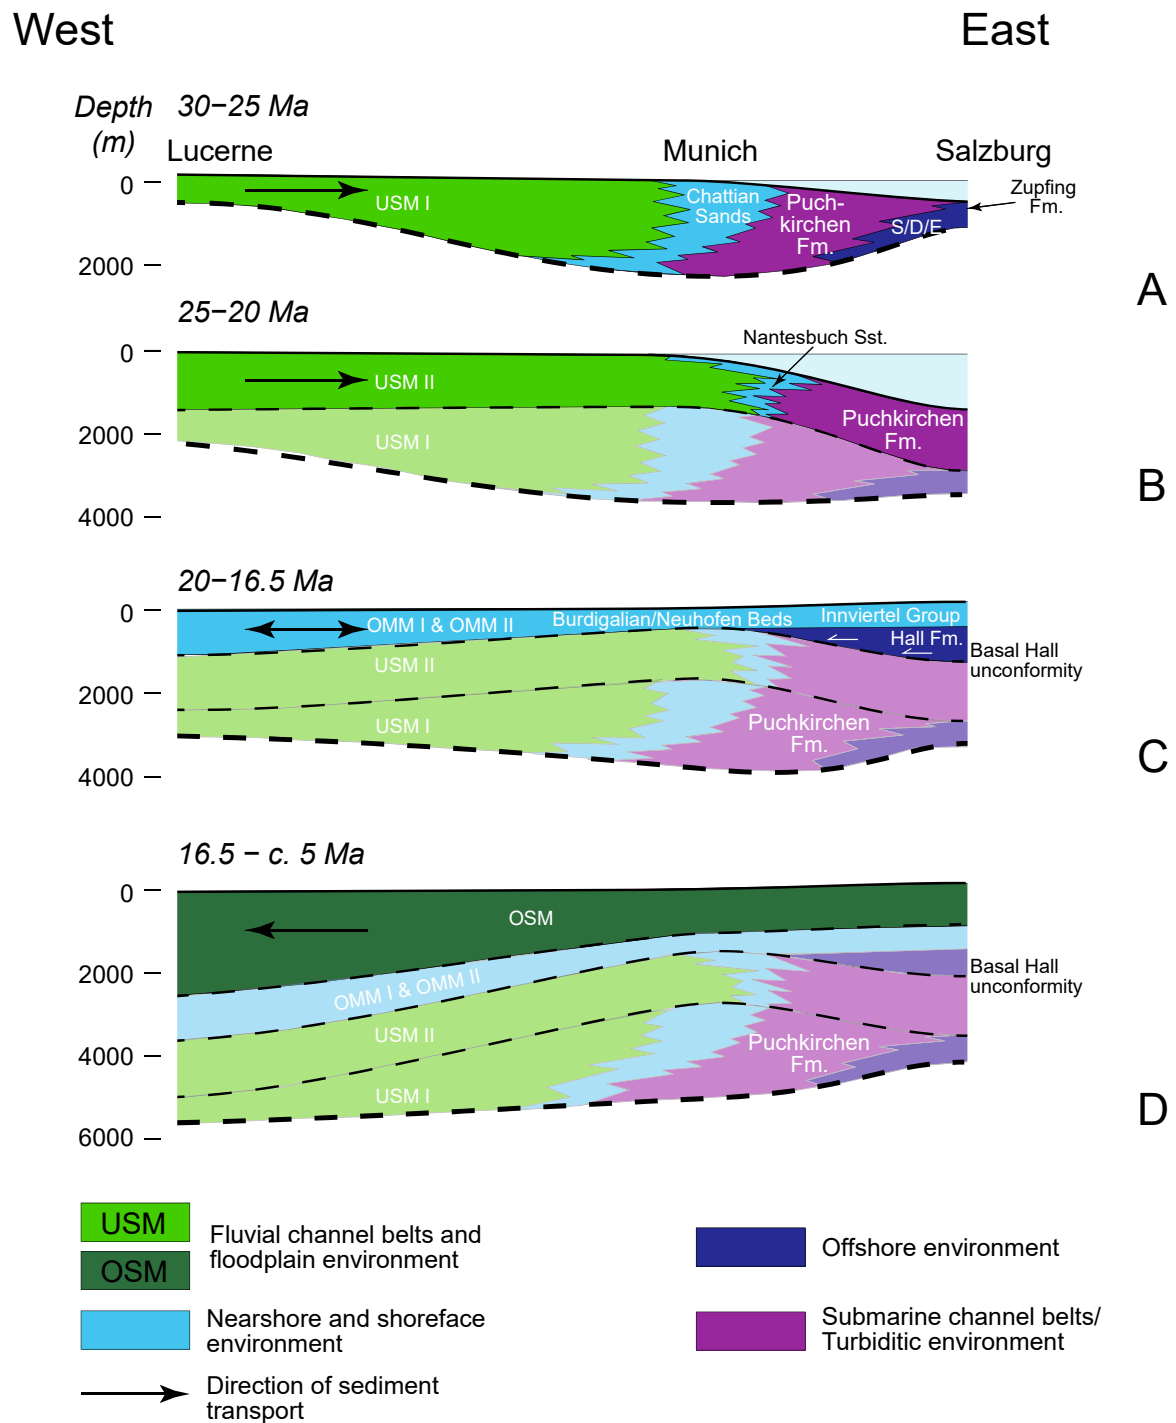 West
East
Depth
(m)
30−25 Ma
Lucerne
Munich
Salzburg
0
2000
USM I
Chattian
Sands
Puch-
kirchen
Fm.
S/D/E
Zupfing
Fm.
A
25−20 Ma
0
2000
4000
Nantesbuch Sst.
USM II
USM I
Puchkirchen
Fm.
B
20−16.5 Ma
0
2000
4000
OMM I & OMM II
Burdigalian/Neuhofen Beds
Innviertel Group
Hall Fm.
Basal Hall
unconformity
USM II
USM I
Puchkirchen
Fm.
C
16.5 − c. 5 Ma
0
2000
4000
6000
OSM
OMM I & OMM II
USM II
USM I
Puchkirchen
Fm.
Basal Hall
unconformity
D
USM
OSM
Fluvial channel belts and
floodplain environment
Nearshore and shoreface
environment
Direction of sediment
transport
Offshore environment
Submarine channel belts/
Turbiditic environment